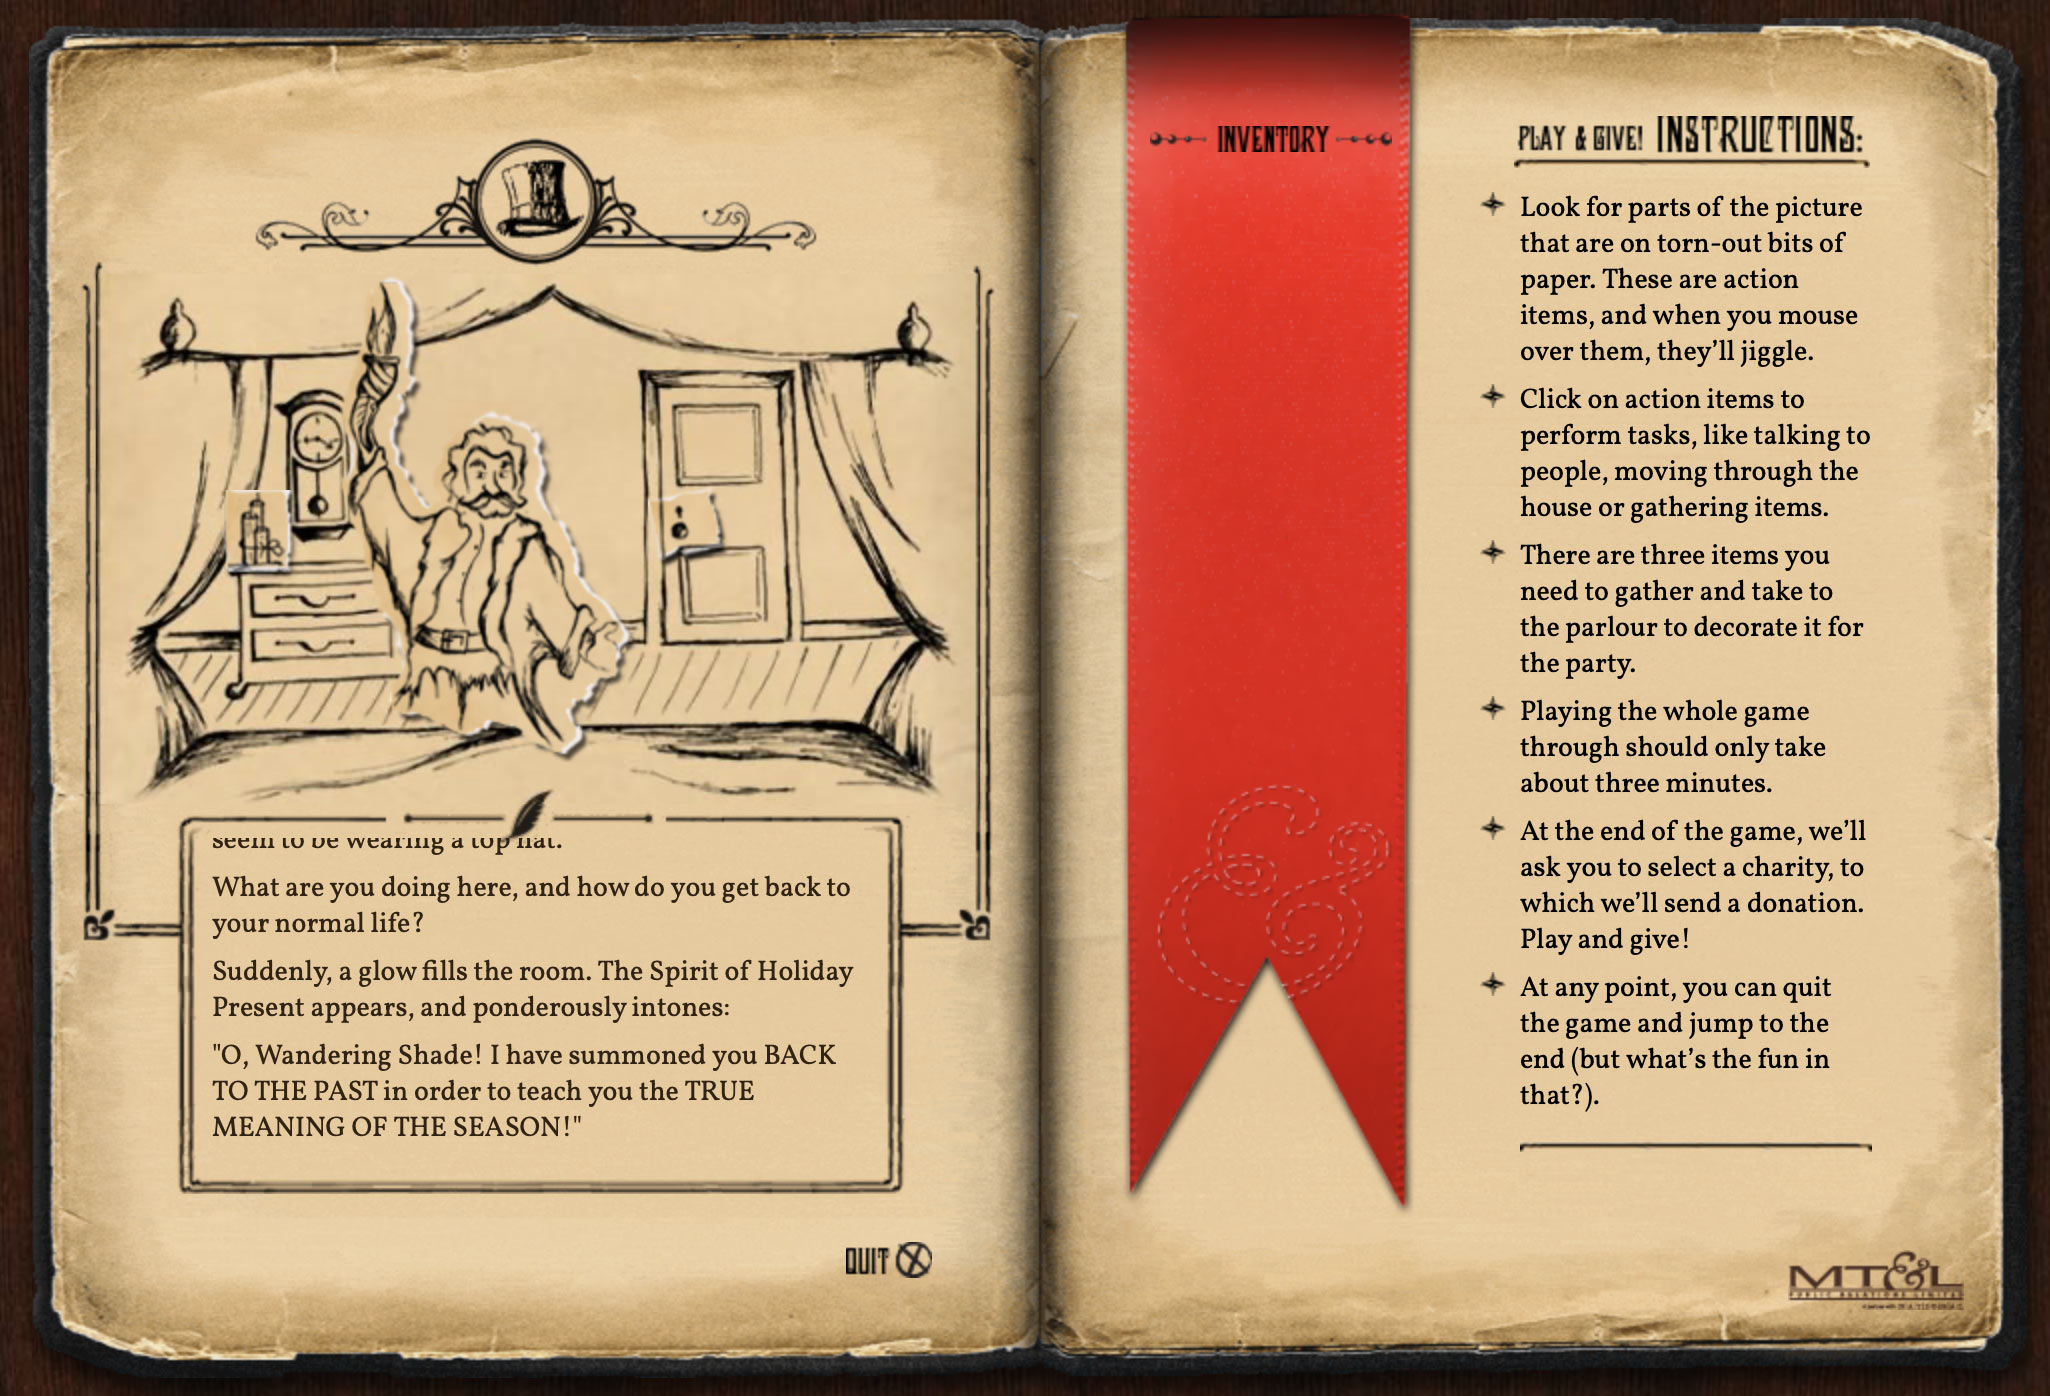 seem to be wearing a top hat.
What are you doing here, and how do you get back to
your normal life?
Suddenly, a glow fills the room. The Spirit of Holiday
Present appears, and ponderously intones:
"O, Wandering Shade! I have summoned you BACK
TO THE PAST in order to teach you the TRUE
MEANING OF THE SEASON!"
QUIT
INVENTORY
PLAY & GIVE! INSTRUCTIONS:
Look for parts of the picture
that are on torn-out bits of
paper. These are action
items, and when you mouse
over them, they’ll jiggle.
Click on action items to
perform tasks, like talking to
people, moving through the
house or gathering items.
There are three items you
need to gather and take to
the parlour to decorate it for
the party.
Playing the whole game
through should only take
about three minutes.
At the end of the game, we’ll
ask you to select a charity, to
which we’ll send a donation.
Play and give!
At any point, you can quit
the game and jump to the
end (but what’s the fun in
that?).
MT&L
PUBLIC RELATIONS LIMITED